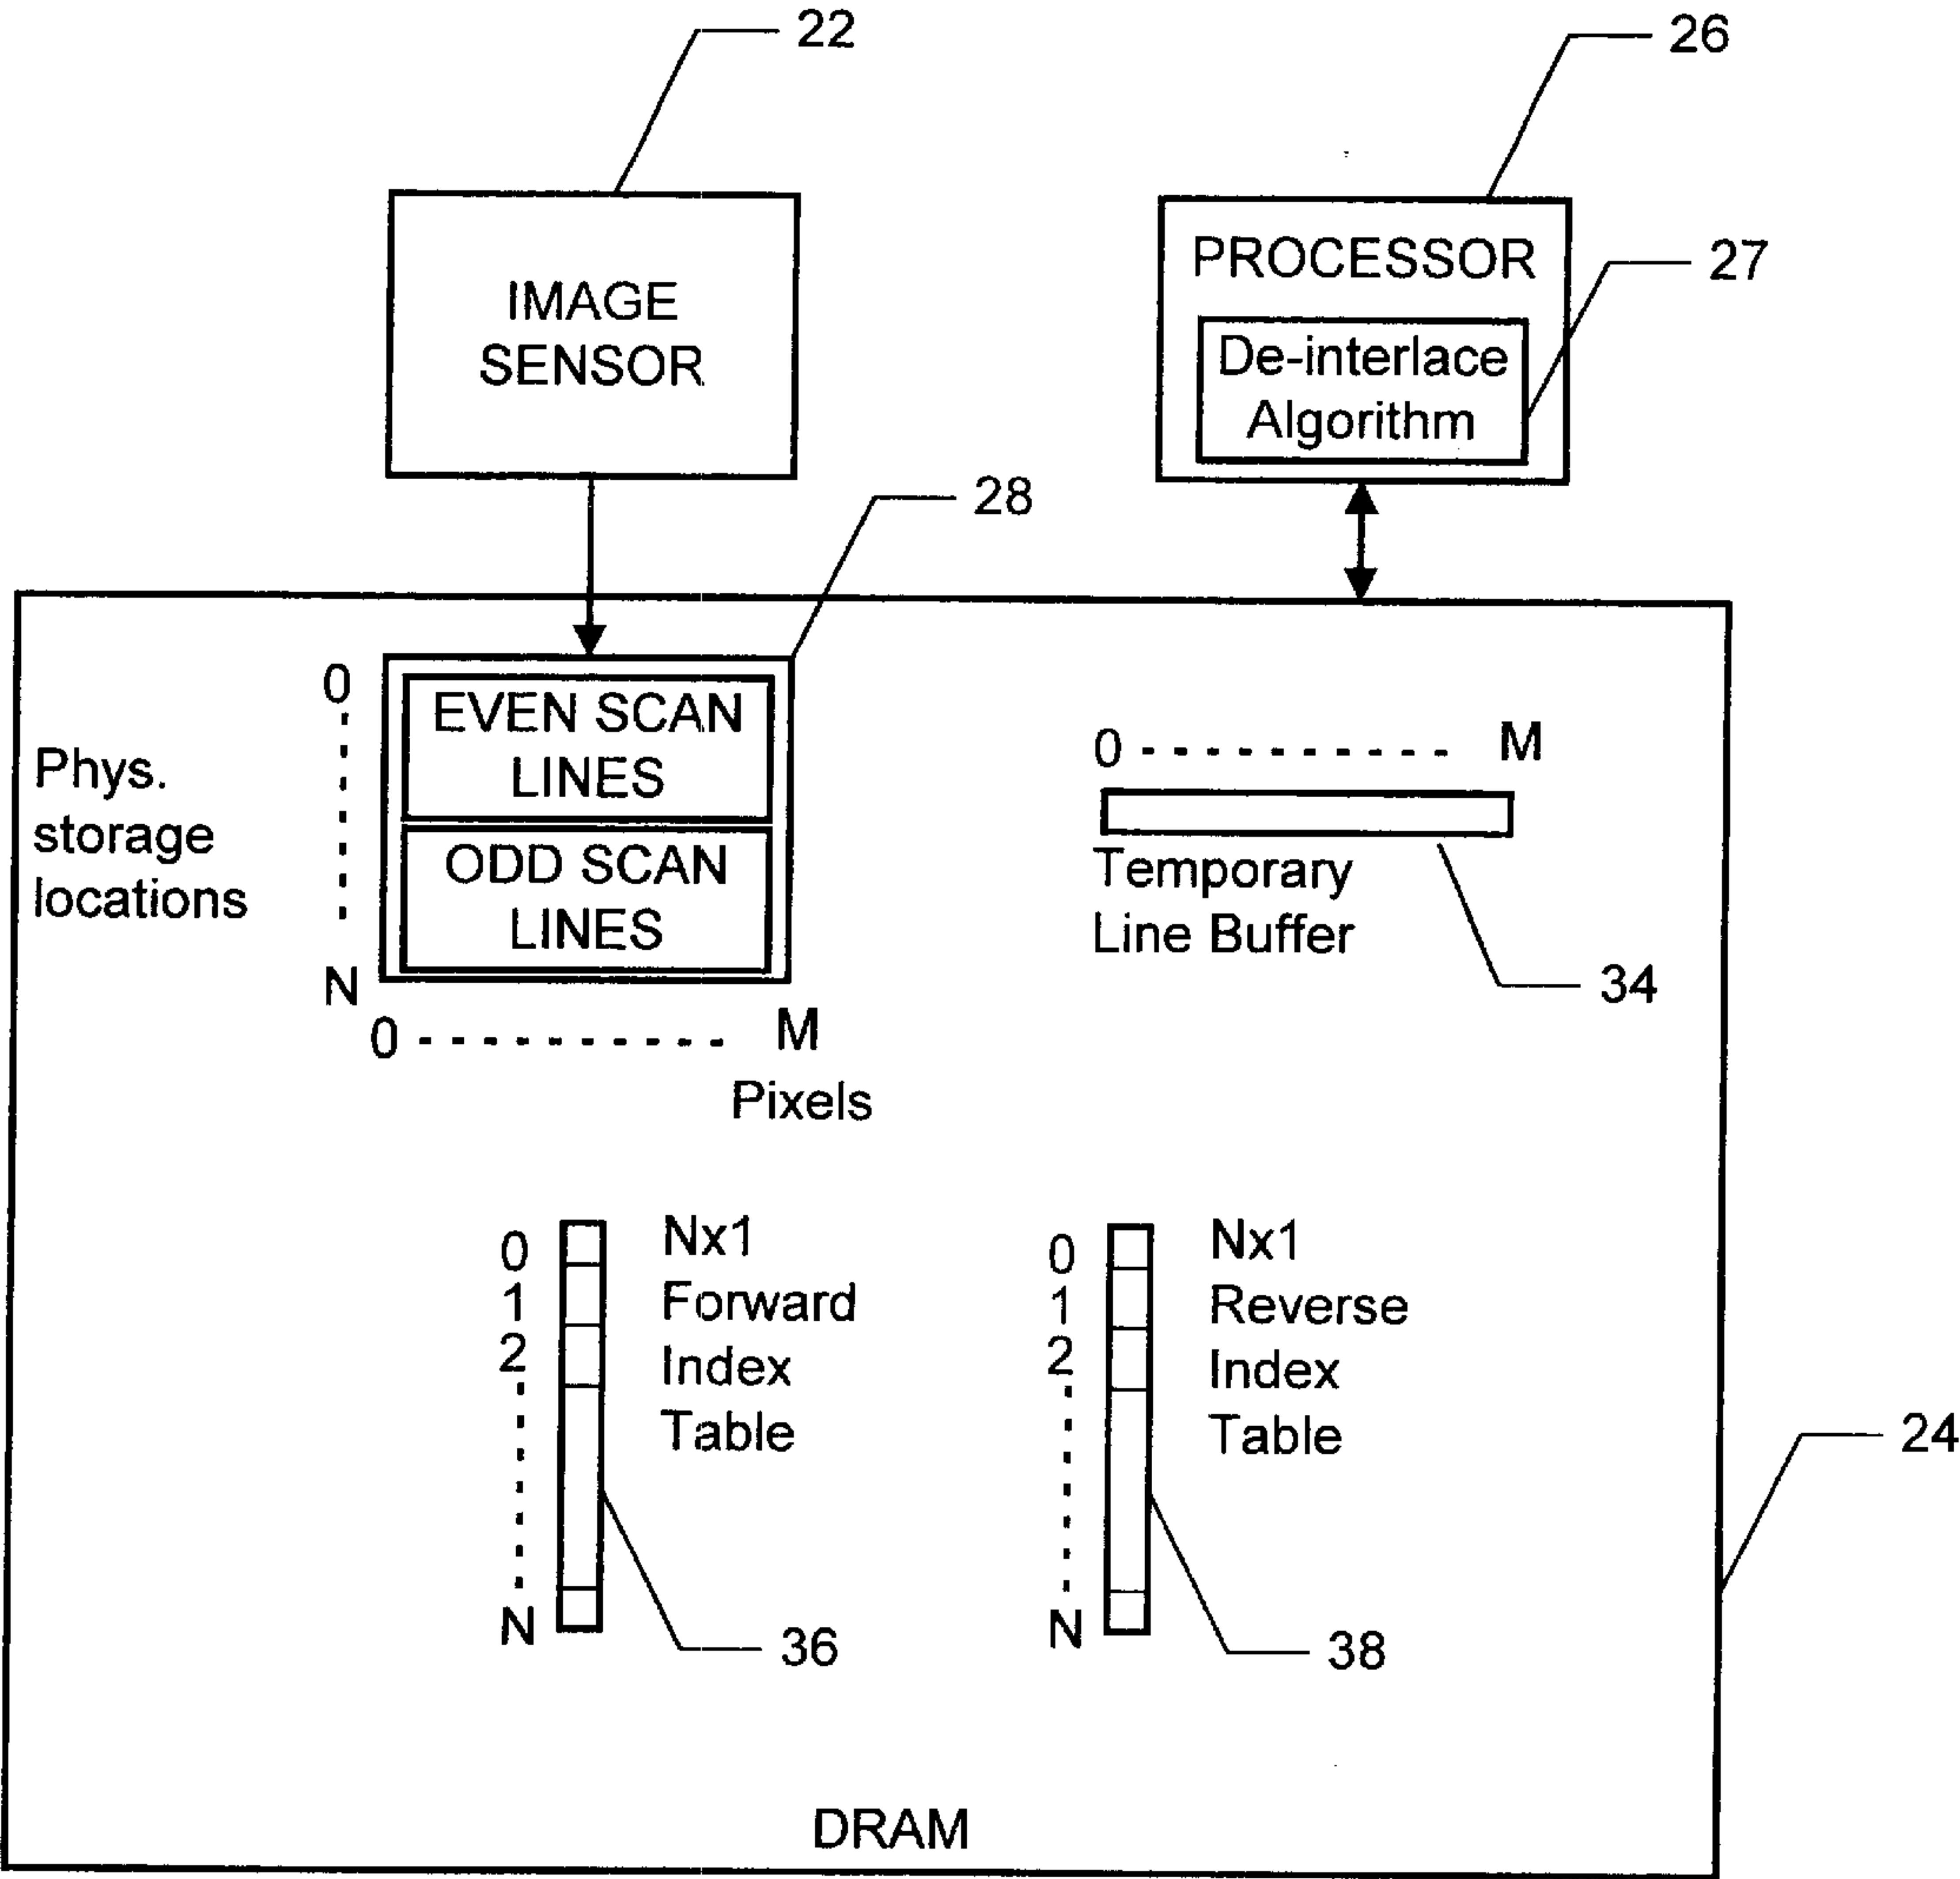 22
26
IMAGE
SENSOR
PROCESSOR
27
De-interlace
Algorithm
28
0
N
Phys.
storage
locations
EVEN SCAN
LINES
ODD SCAN
LINES
0 M
Pixels
0 M
Temporary
Line Buffer
34
0
1
2
N
Nx1
Forward
Index
Table
36
0
1
2
N
Nx1
Reverse
Index
Table
38
24
DRAM